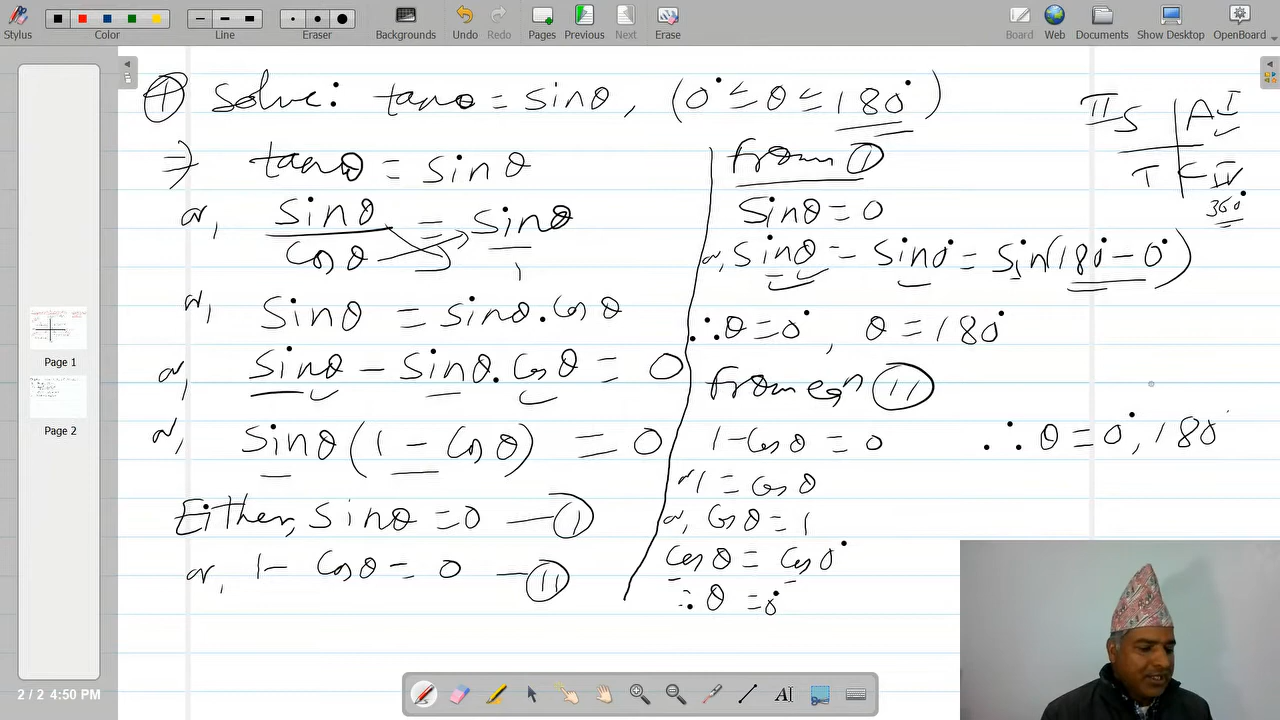 Stylus
Color
Line
Eraser
Backgrounds
Undo
Redo
Pages
Previous
Next
Erase
Board
Web
Documents
Show Desktop
OpenBoard
④ Solve: tanθ = sinθ, (0° ≤ θ ≤ 180°)
⇒ tanθ = sinθ
or, sinθ/cosθ = sinθ/1
or, sinθ = sinθ.cosθ
or, sinθ - sinθ.cosθ = 0
or, sinθ(1 - cosθ) = 0
Either, sinθ = 0 — ①
or, 1 - cosθ = 0 — ⑪
from ①
sinθ = 0
or, sinθ = sin0° = sin(180° - 0°)
∴ θ = 0°, θ = 180°
from eqn ⑪
1 - cosθ = 0
or 1 = cosθ
or, cosθ = 1
cosθ = cos0°
∴ θ = 0°
II S | A I
T | C IV
360°
∴ θ = 0°, 180°
Page 1
Page 2
2 / 2 4:50 PM
AI